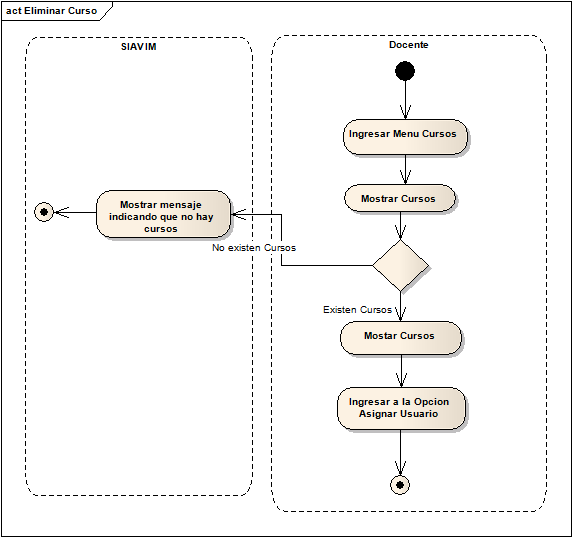 act Eliminar Curso
SIAVIM
Docente
Ingresar Menu Cursos
Mostrar Cursos
Mostrar mensaje
indicando que no hay
cursos
No existen Cursos
Existen Cursos
Mostar Cursos
Ingresar a la Opcion
Asignar Usuario